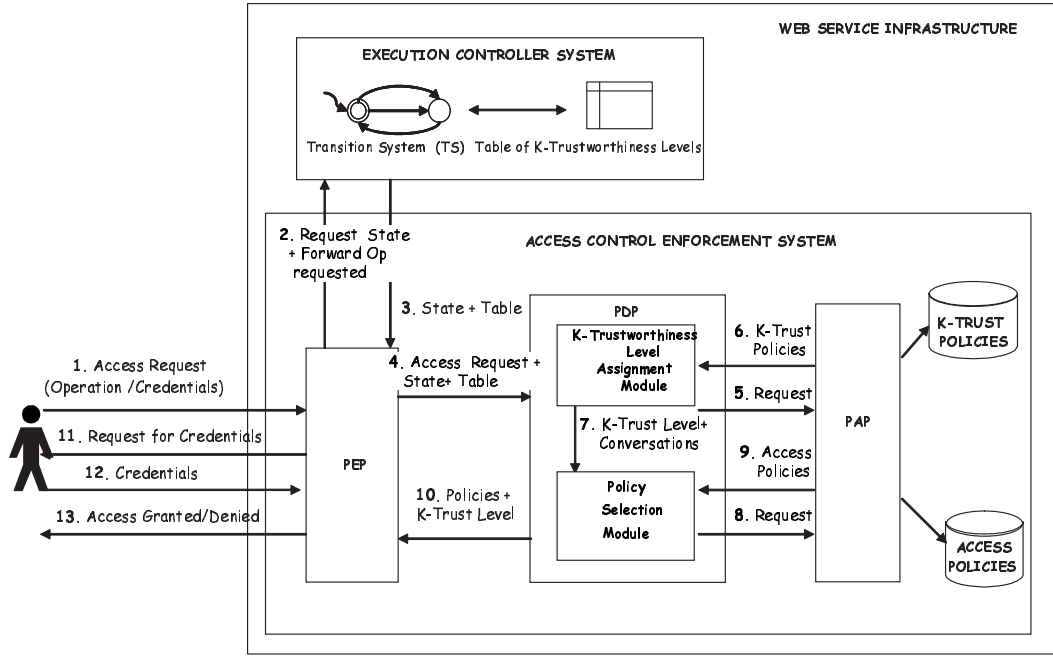 WEB SERVICE INFRASTRUCTURE
EXECUTION CONTROLLER SYSTEM
Transition System (TS)
Table of K-Trustworthiness Levels
2. Request State
+ Forward Op
requested
ACCESS CONTROL ENFORCEMENT SYSTEM
3. State + Table
PDP
K-Trustworthiness
Level
Assignment
Module
6. K-Trust
Policies
K-TRUST
POLICIES
1. Access Request
(Operation /Credentials)
4. Access Request +
State+ Table
5. Request
PAP
11. Request for Credentials
PEP
7. K-Trust Level+
Conversations
9. Access
Policies
12. Credentials
10. Policies +
K-Trust Level
Policy
Selection
Module
8. Request
13. Access Granted/Denied
ACCESS
POLICIES